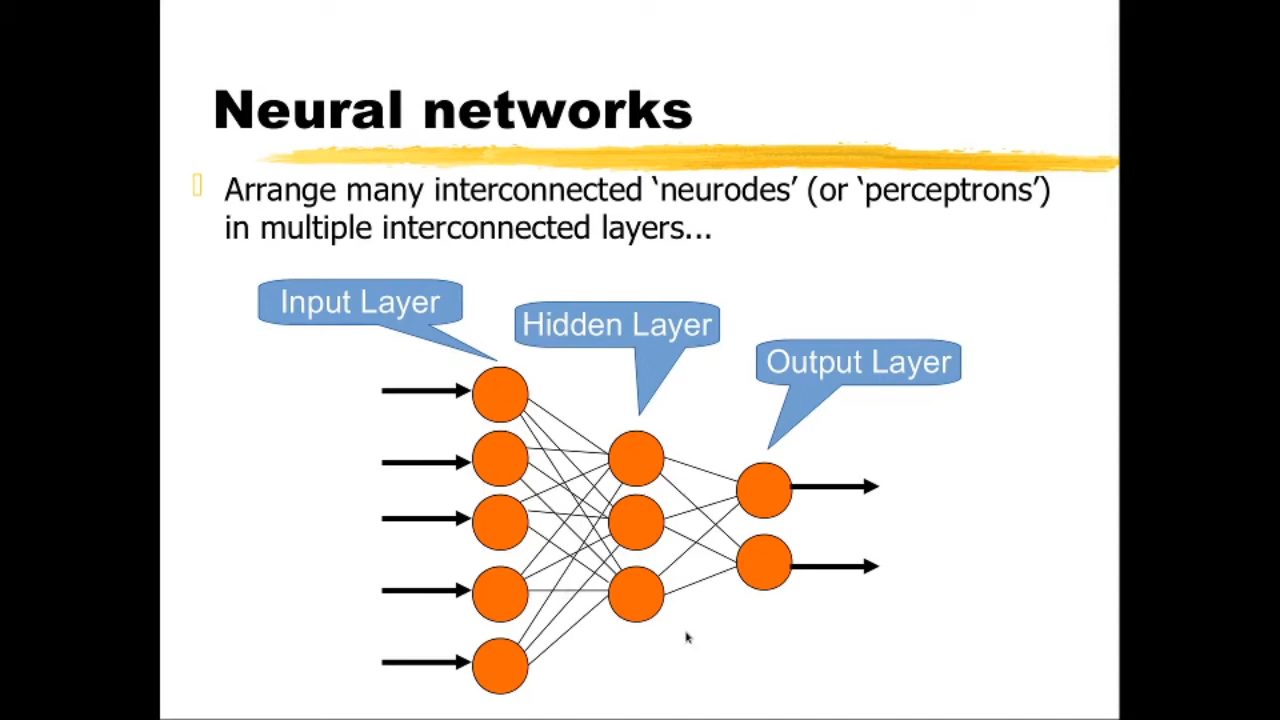 Neural networks
Arrange many interconnected ‘neurodes’ (or ‘perceptrons’)
in multiple interconnected layers...
Input Layer
Hidden Layer
Output Layer